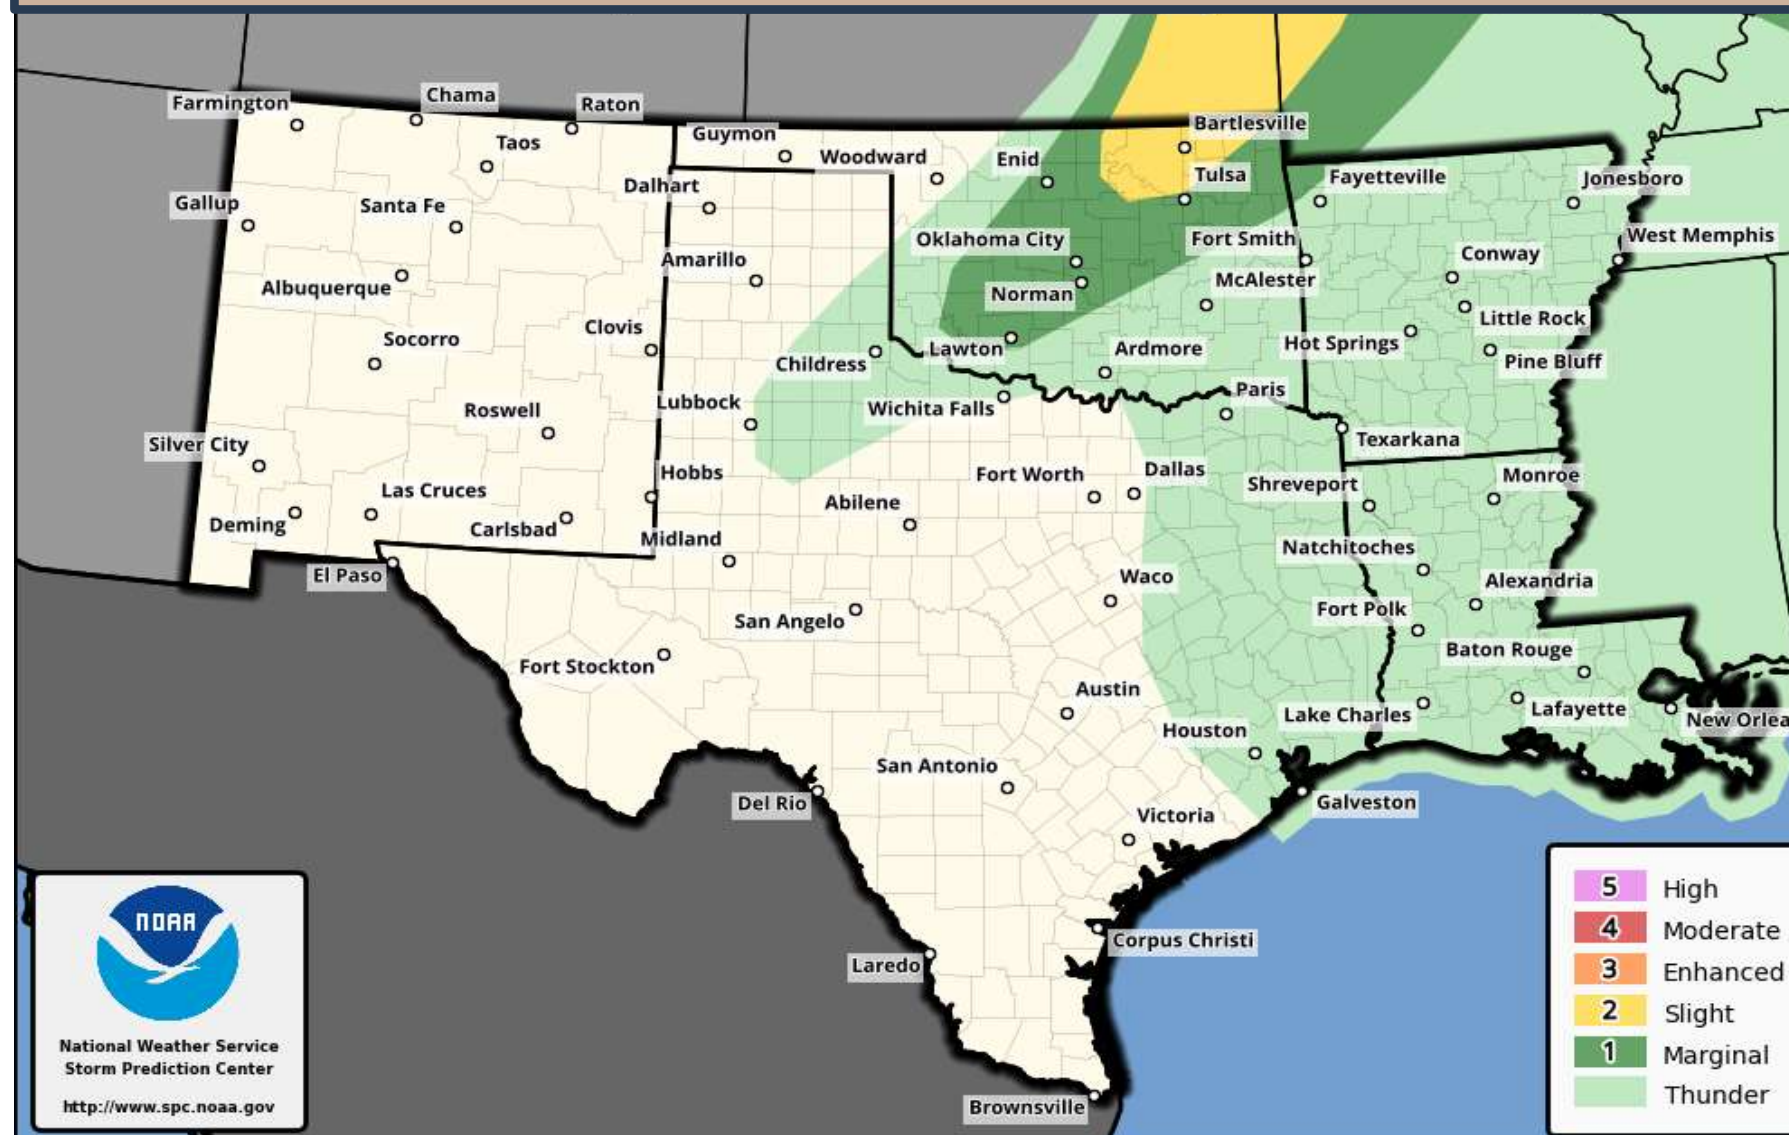 Farmington
Chama
Raton
Taos
Guymon
Woodward
Enid
Bartlesville
Tulsa
Gallup
Santa Fe
Dalhart
Fayetteville
Jonesboro
Oklahoma City
Fort Smith
West Memphis
Albuquerque
Amarillo
Norman
McAlester
Conway
Little Rock
Socorro
Clovis
Childress
Lawton
Ardmore
Hot Springs
Pine Bluff
Roswell
Lubbock
Wichita Falls
Paris
Texarkana
Silver City
Las Cruces
Hobbs
Fort Worth
Dallas
Shreveport
Monroe
Deming
Carlsbad
Midland
Abilene
Natchitoches
El Paso
Waco
Alexandria
San Angelo
Fort Polk
Fort Stockton
Baton Rouge
Austin
Houston
Lake Charles
Lafayette
New Orlea
San Antonio
Del Rio
Galveston
Victoria
Corpus Christi
Laredo
Brownsville
NOAA
National Weather Service
Storm Prediction Center
http://www.spc.noaa.gov
5 High
4 Moderate
3 Enhanced
2 Slight
1 Marginal
Thunder